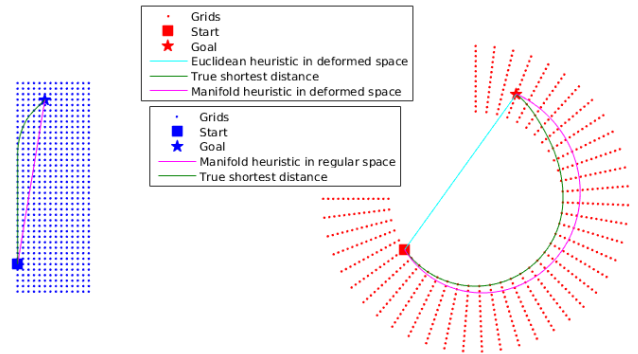 Grids
Start
Goal
Euclidean heuristic in deformed space
True shortest distance
Manifold heuristic in deformed space
Grids
Start
Goal
Manifold heuristic in regular space
True shortest distance